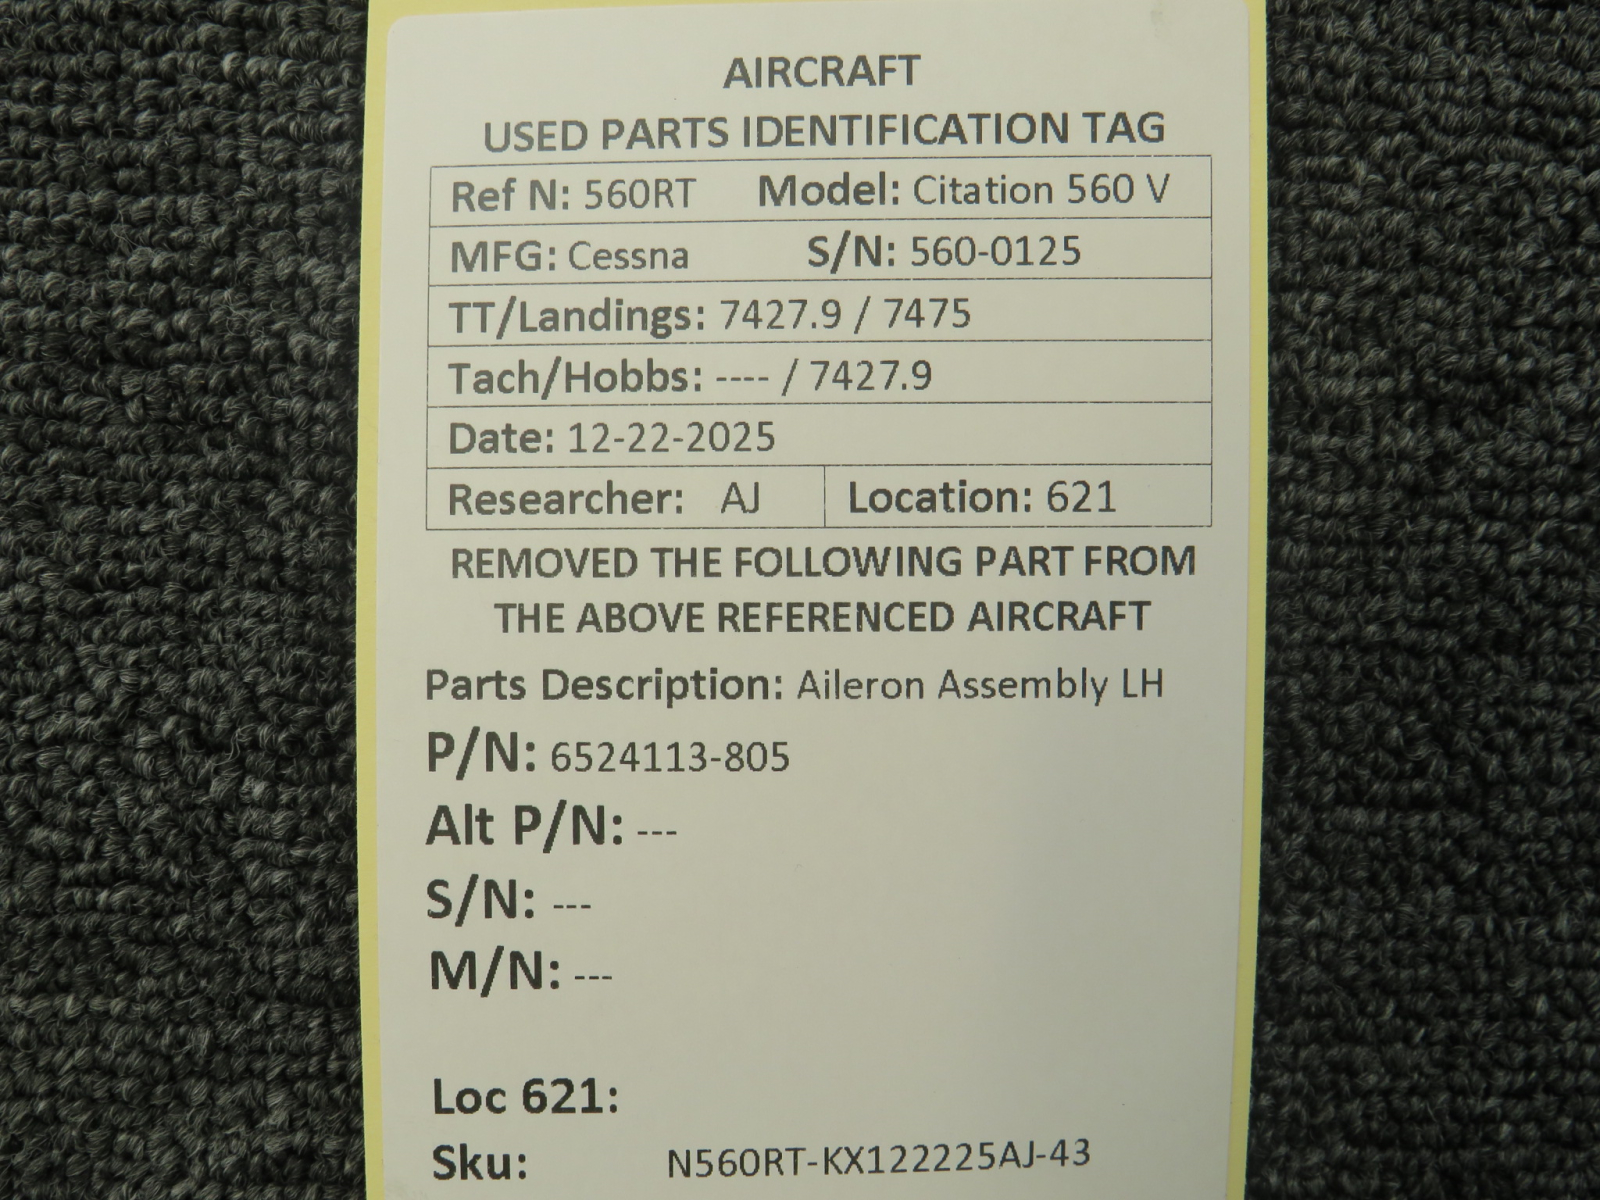 AIRCRAFT
USED PARTS IDENTIFICATION TAG
Ref N: 560RT Model: Citation 560 V
MFG: Cessna S/N: 560-0125
TT/Landings: 7427.9 / 7475
Tach/Hobbs: ---- / 7427.9
Date: 12-22-2025
Researcher: AJ Location: 621
REMOVED THE FOLLOWING PART FROM
THE ABOVE REFERENCED AIRCRAFT
Parts Description: Aileron Assembly LH
P/N: 6524113-805
Alt P/N: ---
S/N: ---
M/N: ---
Loc 621:
Sku: N560RT-KX122225AJ-43